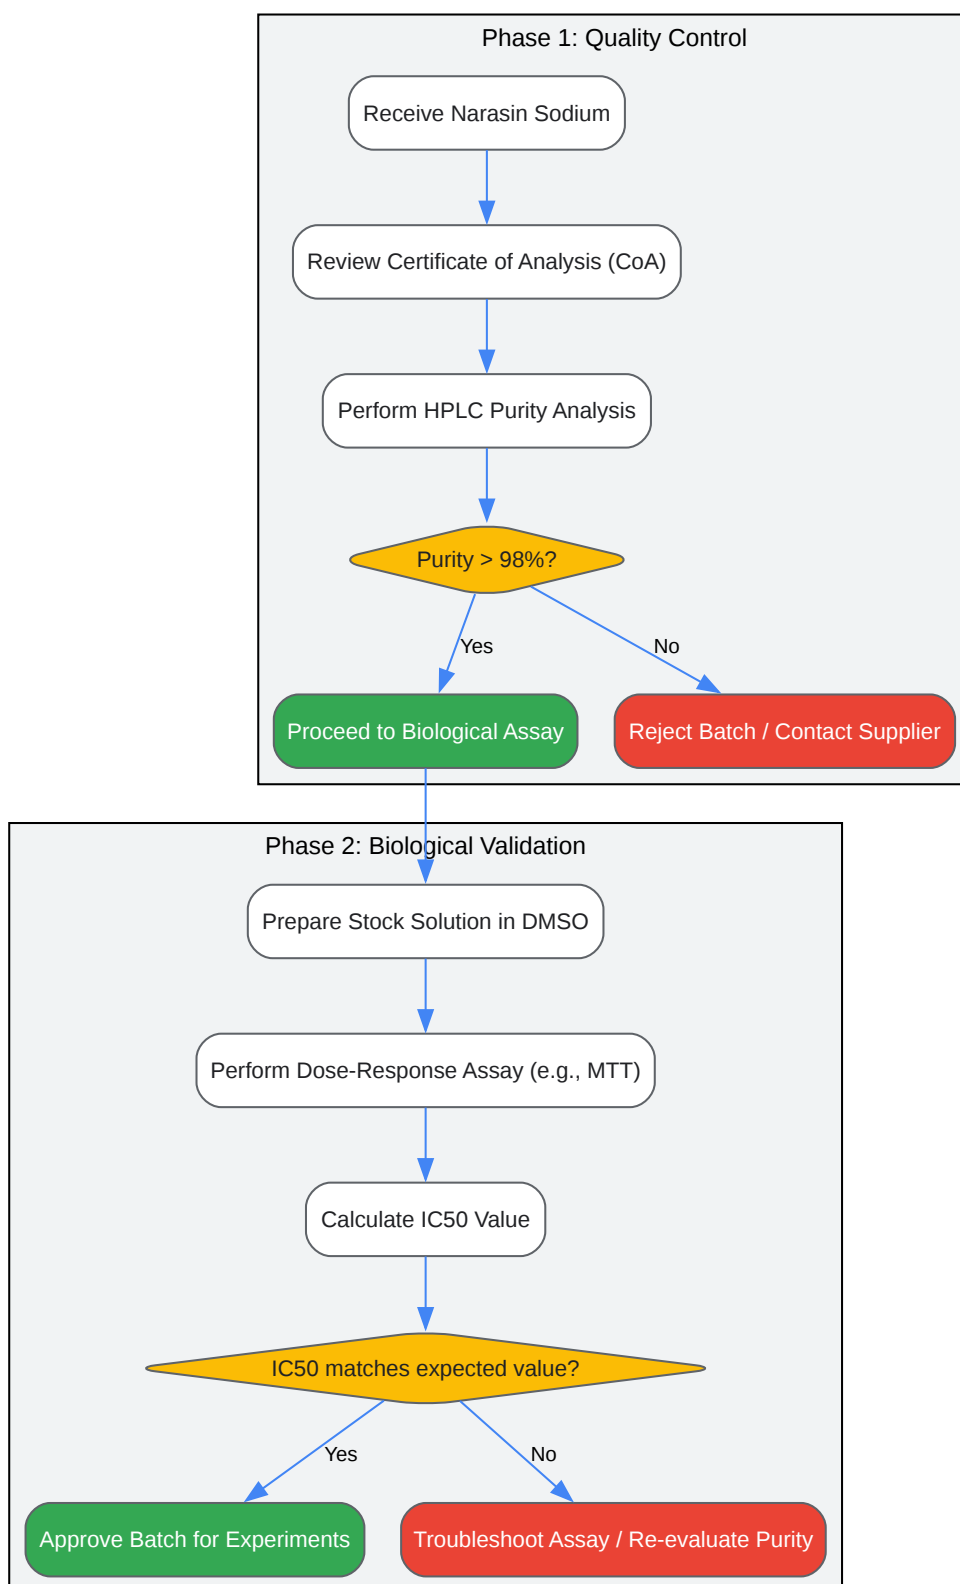 Phase 1: Quality Control
Receive Narasin Sodium
Review Certificate of Analysis (CoA)
Perform HPLC Purity Analysis
Purity > 98%?
Yes
No
Proceed to Biological Assay
Reject Batch / Contact Supplier
Phase 2: Biological Validation
Prepare Stock Solution in DMSO
Perform Dose-Response Assay (e.g., MTT)
Calculate IC50 Value
IC50 matches expected value?
Yes
No
Approve Batch for Experiments
Troubleshoot Assay / Re-evaluate Purity